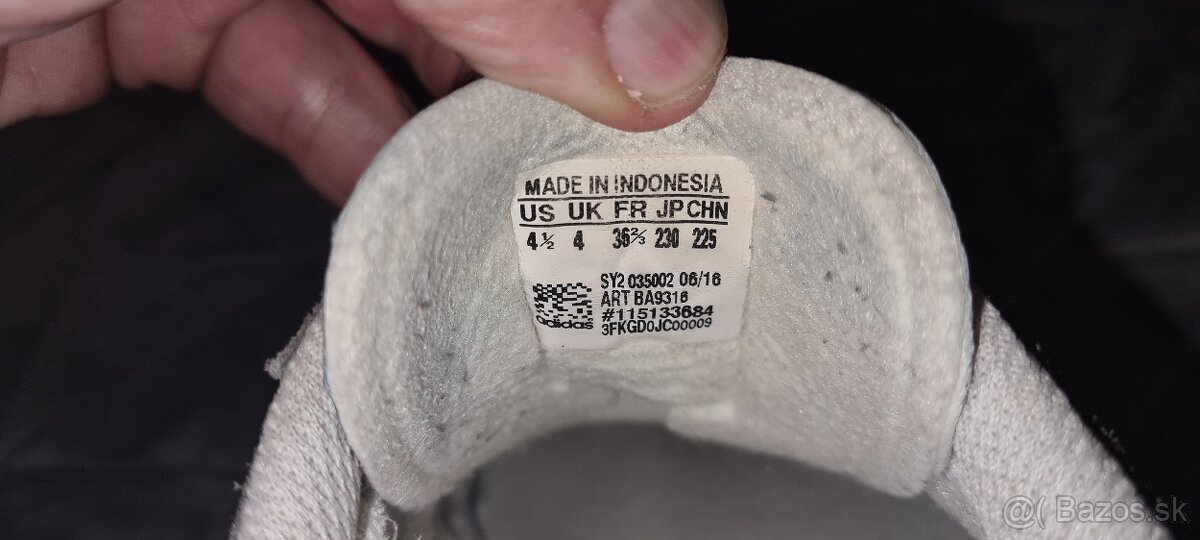 MADE IN INDONESIA
US UK FR JP CHN
4½ 4 36⅔ 230 225
SY2 035002 06/16
ART BA9316
#115133684
3FKGD0JC00009
adidas
@( Bazos.sk